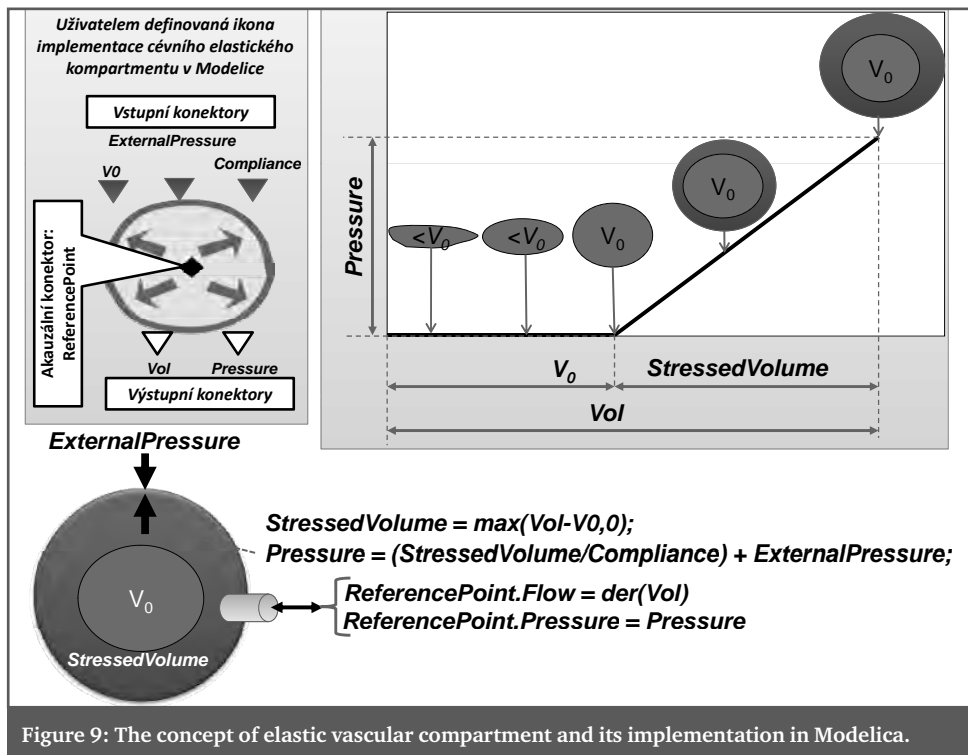 Uživatelem definovaná ikona
implementace cévního elastického
kompartmentu v Modelice
Vstupní konektory
ExternalPressure
V0
Compliance
Akauzální konektor:
ReferencePoint
Vol
Pressure
Výstupní konektory
Pressure
<V0
<V0
V0
V0
V0
V0
StressedVolume
Vol
ExternalPressure
V0
StressedVolume
StressedVolume = max(Vol-V0,0);
Pressure = (StressedVolume/Compliance) + ExternalPressure;
ReferencePoint.Flow = der(Vol)
ReferencePoint.Pressure = Pressure
Figure 9: The concept of elastic vascular compartment and its implementation in Modelica.